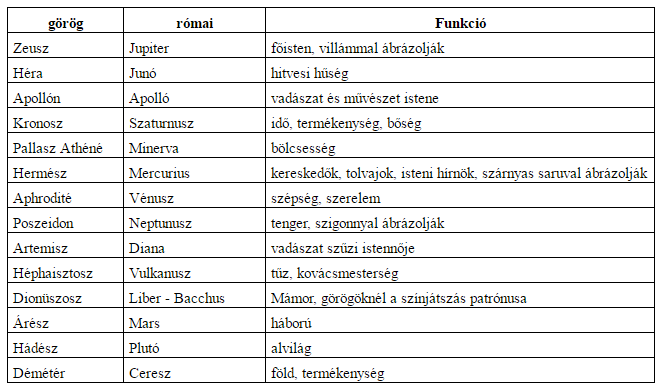 görög római Funkció
Zeusz Jupiter főisten, villámmal ábrázolják
Héra Junó hitvesi hűség
Apollón Apolló vadászat és művészet istene
Kronosz Szaturnusz idő, termékenység, bőség
Pallasz Athéné Minerva bölcsesség
Hermész Mercurius kereskedők, tolvajok, isteni hírnök, szárnyas saruval ábrázolják
Aphrodité Vénusz szépség, szerelem
Poszeidon Neptunusz tenger, szigonnyal ábrázolják
Artemisz Diana vadászat szűzi istennője
Héphaisztosz Vulkanusz tűz, kovácsmesterség
Dionüszosz Liber - Bacchus Mámor, görögöknél a színjátszás patrónusa
Árész Mars háború
Hádész Plutó alvilág
Démétér Ceresz föld, termékenység